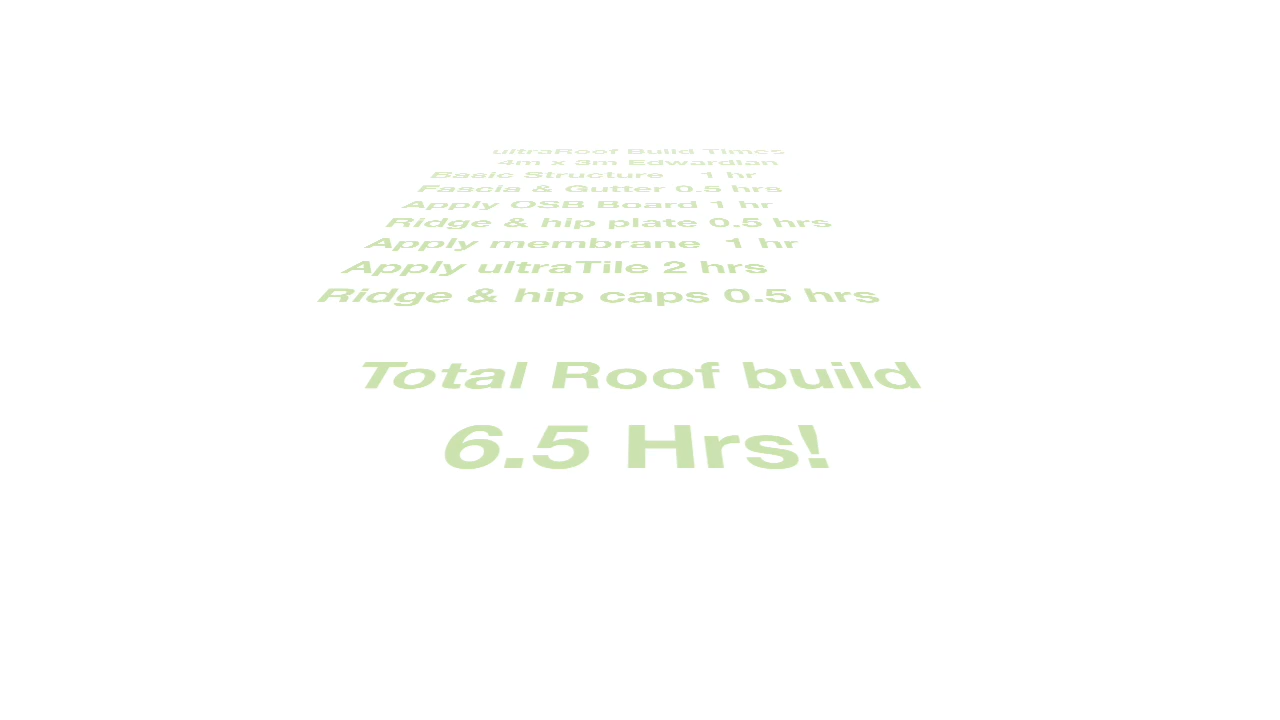 ultraRoof Build Times
4m x 3m Edwardian
Basic Structure 1 hr
Fascia & Gutter 0.5 hrs
Apply OSB Board 1 hr
Ridge & hip plate 0.5 hrs
Apply membrane 1 hr
Apply ultraTile 2 hrs
Ridge & hip caps 0.5 hrs
Total Roof build
6.5 Hrs!